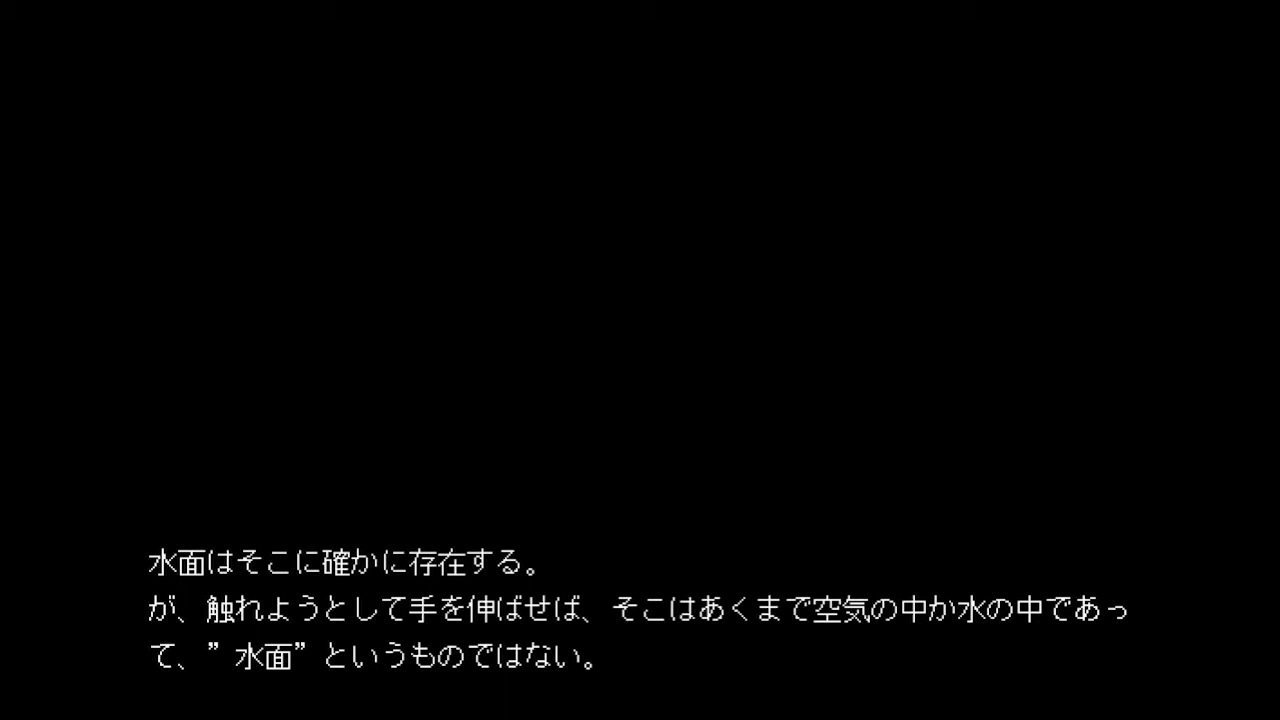 水面はそこに確かに存在する。
が、触れようとして手を伸ばせば、そこはあくまで空気の中か水の中であっ
て、”水面”というものではない。